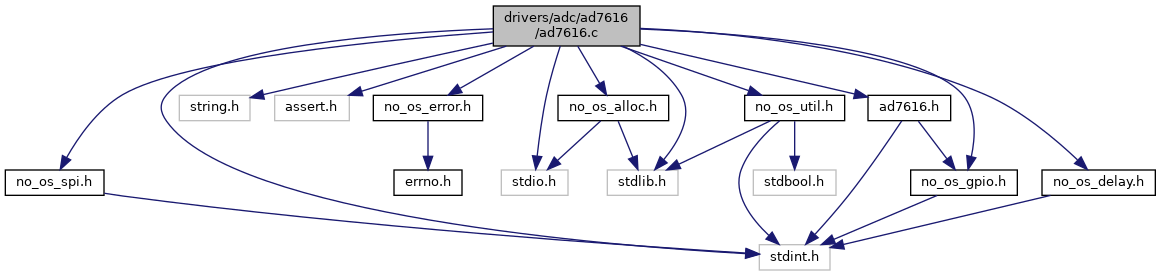 drivers/adc/ad7616
/ad7616.c
string.h
assert.h
no_os_error.h
no_os_alloc.h
no_os_util.h
ad7616.h
no_os_spi.h
errno.h
stdio.h
stdlib.h
stdbool.h
no_os_gpio.h
no_os_delay.h
stdint.h